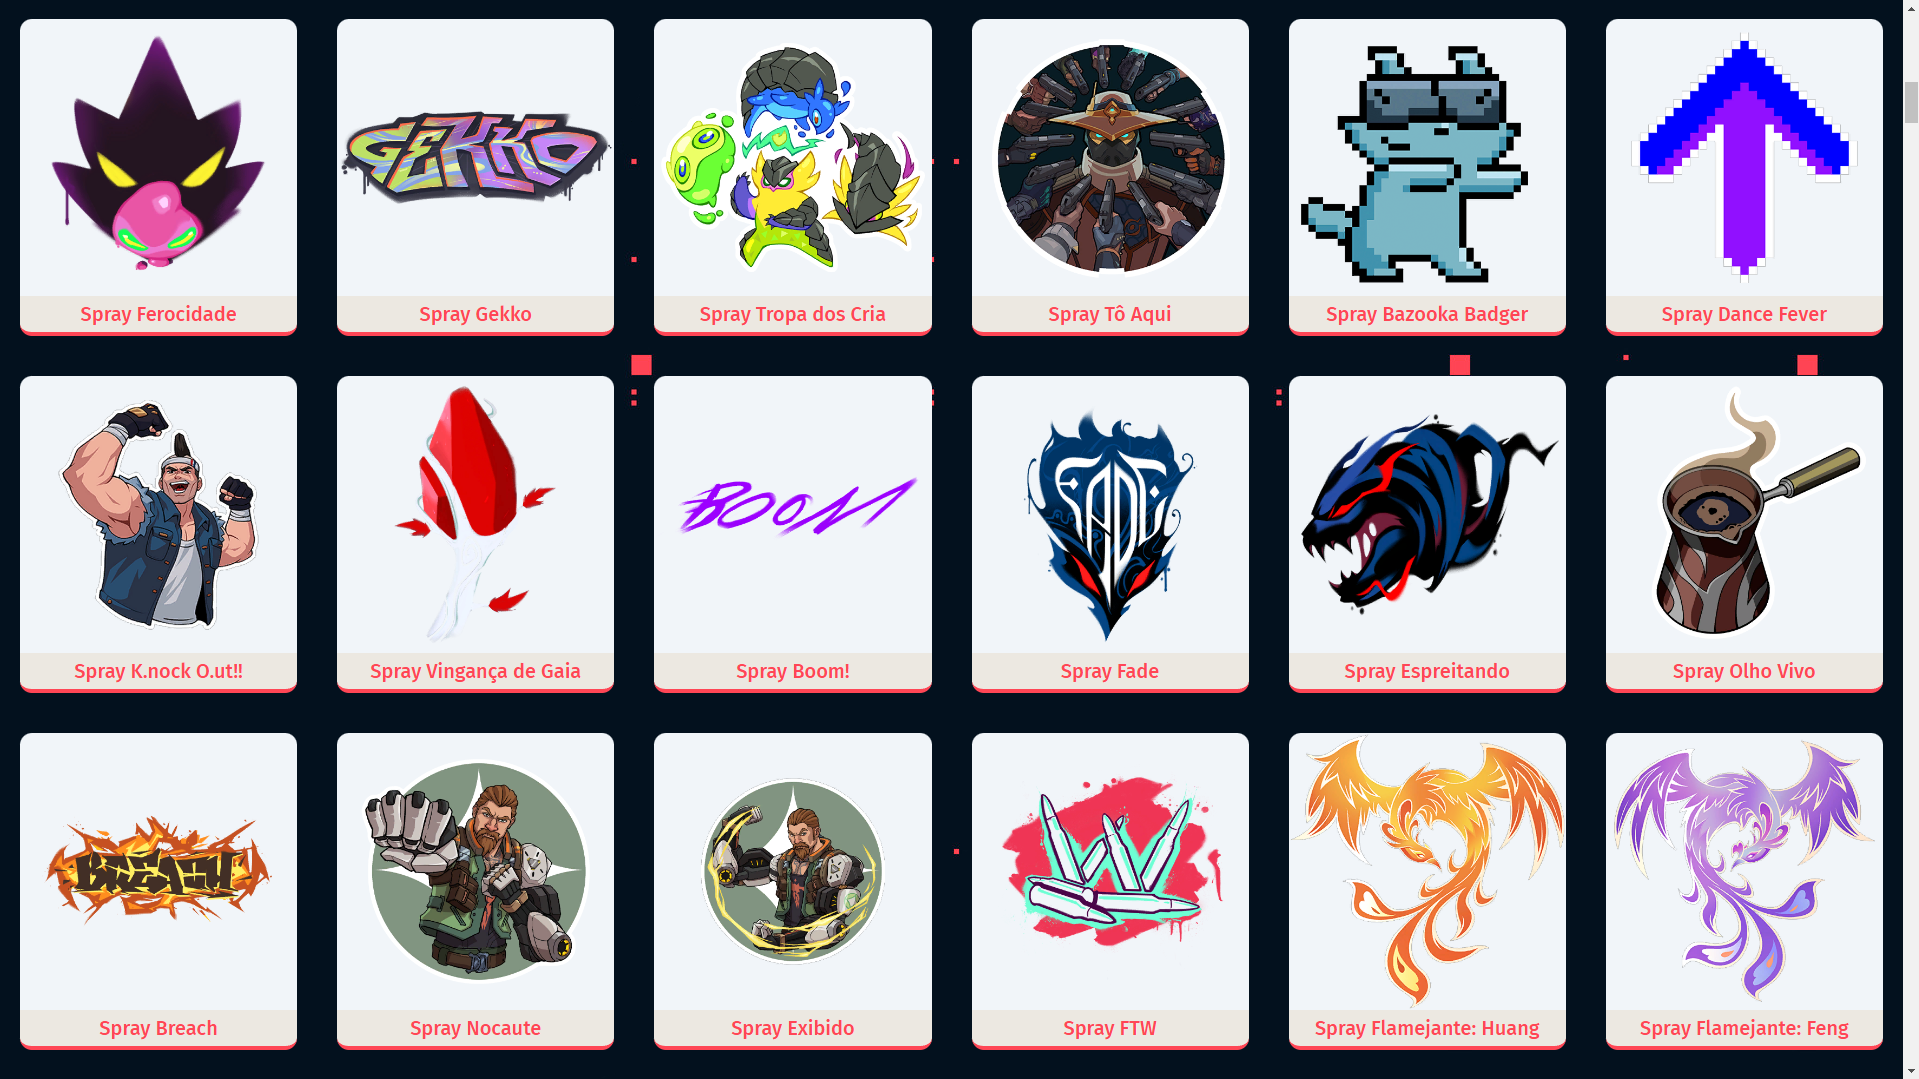 GEKKO
Spray Ferocidade
Spray Gekko
Spray Tropa dos Cria
Spray Tô Aqui
Spray Bazooka Badger
Spray Dance Fever
BOOM
FADE
Spray K.nock O.ut!!
Spray Vingança de Gaia
Spray Boom!
Spray Fade
Spray Espreitando
Spray Olho Vivo
BREACH
Spray Breach
Spray Nocaute
Spray Exibido
Spray FTW
Spray Flamejante: Huang
Spray Flamejante: Feng